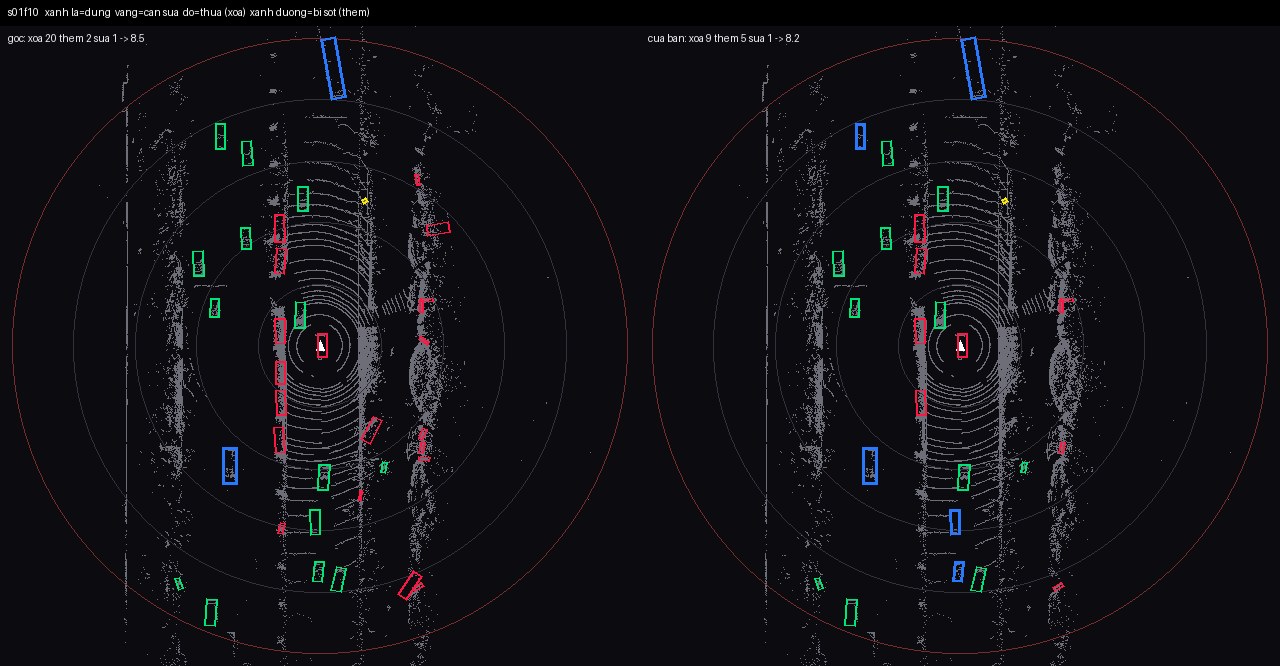 s01f10 xanh la=dung vang=can sua do=thua (xoa) xanh duong=bi sot (them)
goc: xoa 20 them 2 sua 1 -> 8.5
cua ban: xoa 9 them 5 sua 1 -> 8.2